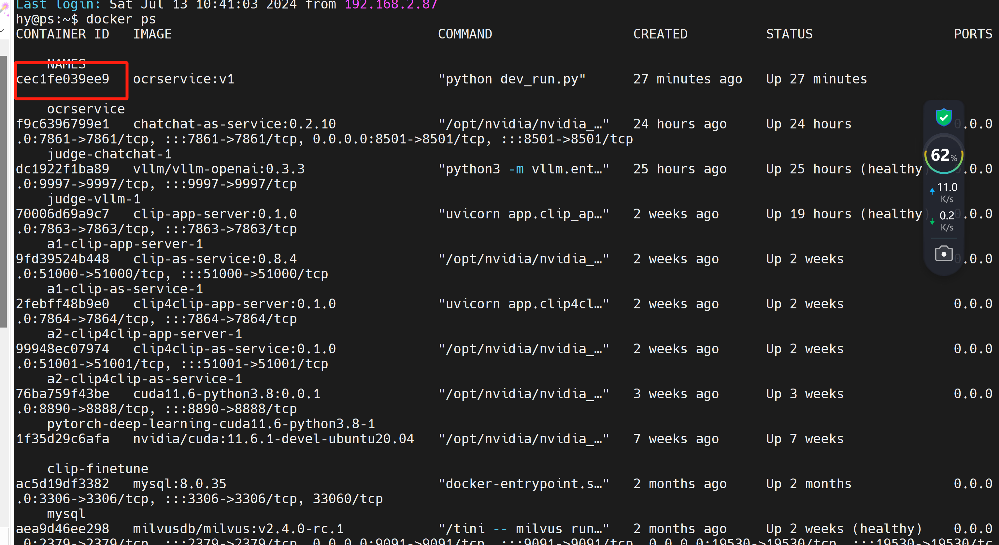 Last login: Sat Jul 13 10:41:03 2024 from 192.168.2.87
hy@ps:~$ docker ps
CONTAINER ID   IMAGE                                  COMMAND                  CREATED          STATUS                  PORTS
    NAMES
cec1fe039ee9   ocrservice:v1                          "python dev_run.py"      27 minutes ago   Up 27 minutes
    ocrservice
f9c6396799e1   chatchat-as-service:0.2.10             "/opt/nvidia/nvidia_…"   24 hours ago     Up 24 hours             0.0.0
.0:7861->7861/tcp, :::7861->7861/tcp, 0.0.0.0:8501->8501/tcp, :::8501->8501/tcp
    judge-chatchat-1
62%
dc1922f1ba89   vllm/vllm-openai:0.3.3                 "python3 -m vllm.ent…"   25 hours ago     Up 25 hours (healthy)   0.0.0
.0:9997->9997/tcp, :::9997->9997/tcp
11.0
K/s
    judge-vllm-1
70006d69a9c7   clip-app-server:0.1.0                  "uvicorn app.clip_ap…"   2 weeks ago      Up 19 hours (healthy)   0.0.0
0.2
K/s
.0:7863->7863/tcp, :::7863->7863/tcp
    a1-clip-app-server-1
9fd39524b448   clip-as-service:0.8.4                  "/opt/nvidia/nvidia_…"   2 weeks ago      Up 2 weeks              0.0.0
.0:51000->51000/tcp, :::51000->51000/tcp
    a1-clip-as-service-1
2febff48b9e0   clip4clip-app-server:0.1.0             "uvicorn app.clip4cl…"   2 weeks ago      Up 2 weeks              0.0.0
.0:7864->7864/tcp, :::7864->7864/tcp
    a2-clip4clip-app-server-1
99948ec07974   clip4clip-as-service:0.1.0             "/opt/nvidia/nvidia_…"   2 weeks ago      Up 2 weeks              0.0.0
.0:51001->51001/tcp, :::51001->51001/tcp
    a2-clip4clip-as-service-1
76ba759f43be   cuda11.6-python3.8:0.0.1               "/opt/nvidia/nvidia_…"   3 weeks ago      Up 3 weeks              0.0.0
.0:8890->8888/tcp, :::8890->8888/tcp
    pytorch-deep-learning-cuda11.6-python3.8-1
1f35d29c6afa   nvidia/cuda:11.6.1-devel-ubuntu20.04   "/opt/nvidia/nvidia_…"   7 weeks ago      Up 7 weeks
    clip-finetune
ac5d19df3382   mysql:8.0.35                           "docker-entrypoint.s…"   2 months ago     Up 2 months             0.0.0
.0:3306->3306/tcp, :::3306->3306/tcp, 33060/tcp
    mysql
aea9d46ee298   milvusdb/milvus:v2.4.0-rc.1            "/tini -- milvus run…"   2 months ago     Up 2 weeks (healthy)    0.0.0
.0:2379->2379/tcp, :::2379->2379/tcp, 0.0.0.0:9091->9091/tcp, :::9091->9091/tcp, 0.0.0.0:19530->19530/tcp, :::19530->19530/tc